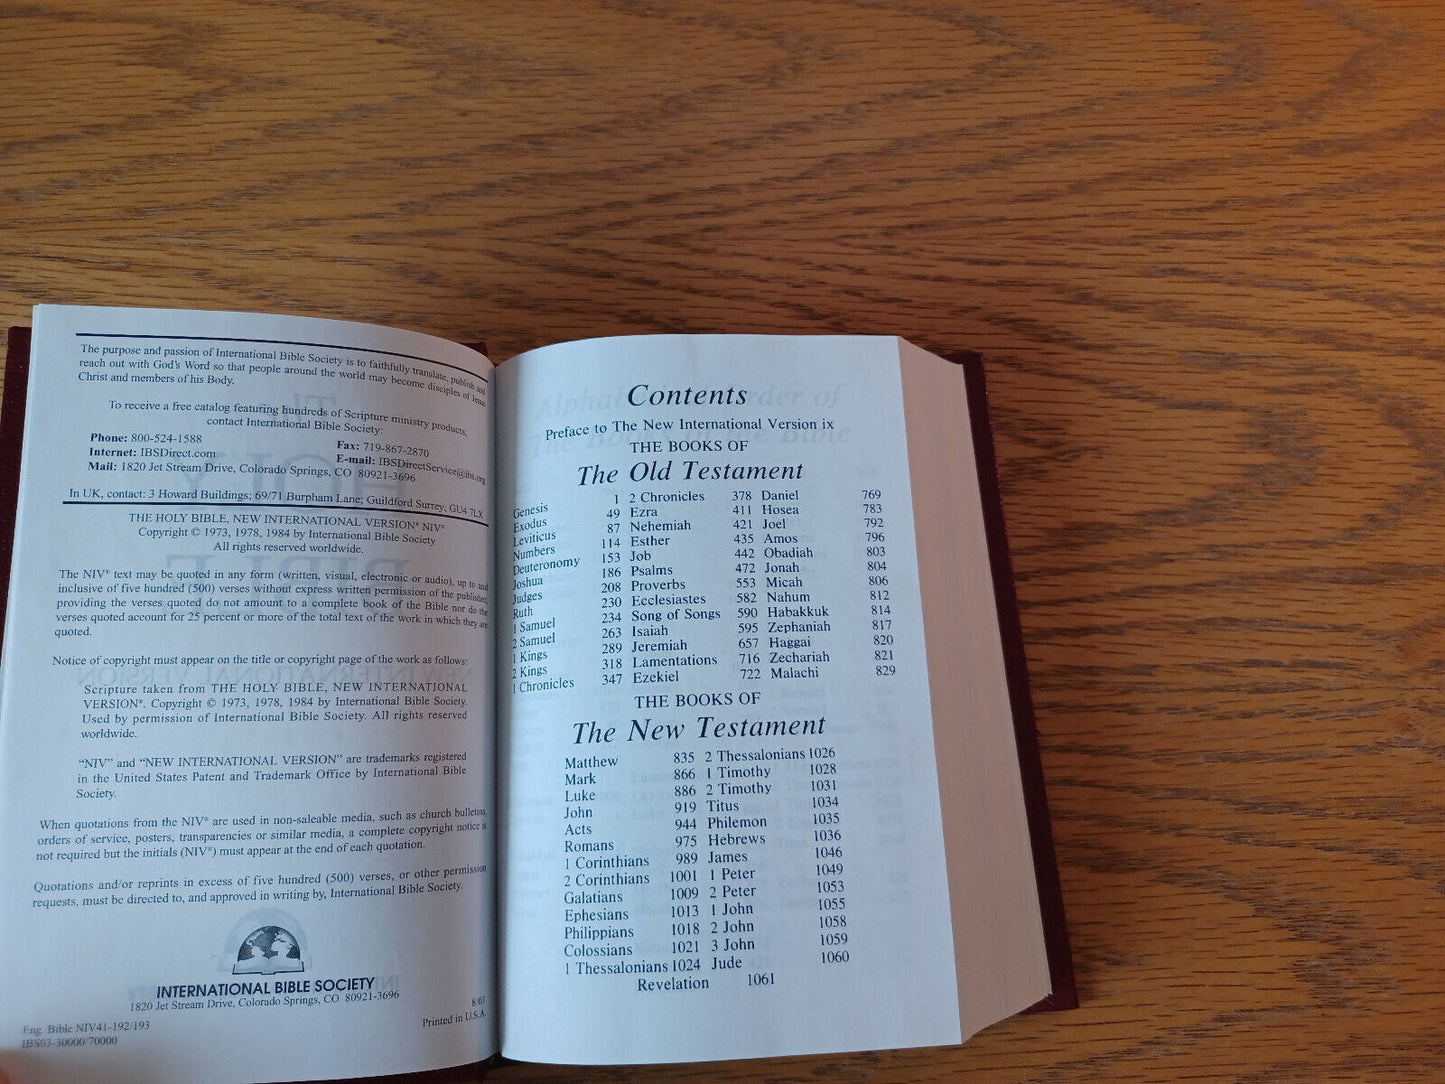 The purpose and passion of International Bible Society is to faithfully translate, publish and
reach out with God's Word so that people around the world may become disciples of Jesus
Christ and members of his Body.
To receive a free catalog featuring hundreds of Scripture ministry products,
contact International Bible Society:
Phone: 800-524-1588 Fax: 719-867-2870
Internet: IBSDirect.com E-mail: IBSDirectService@ibs.org
Mail: 1820 Jet Stream Drive, Colorado Springs, CO 80921-3696
In UK, contact: 3 Howard Buildings; 69/71 Burpham Lane; Guildford Surrey; GU4 7LX
THE HOLY BIBLE, NEW INTERNATIONAL VERSION® NIV®
Copyright © 1973, 1978, 1984 by International Bible Society
All rights reserved worldwide.
The NIV® text may be quoted in any form (written, visual, electronic or audio), up to and
inclusive of five hundred (500) verses without express written permission of the publisher,
providing the verses quoted do not amount to a complete book of the Bible nor do the
verses quoted account for 25 percent or more of the total text of the work in which they are
quoted.
Notice of copyright must appear on the title or copyright page of the work as follows:
Scripture taken from THE HOLY BIBLE, NEW INTERNATIONAL
VERSION®. Copyright © 1973, 1978, 1984 by International Bible Society.
Used by permission of International Bible Society. All rights reserved
worldwide.
"NIV" and "NEW INTERNATIONAL VERSION" are trademarks registered
in the United States Patent and Trademark Office by International Bible
Society.
When quotations from the NIV® are used in non-saleable media, such as church bulletins,
orders of service, posters, transparencies or similar media, a complete copyright notice is
not required but the initials (NIV®) must appear at the end of each quotation.
Quotations and/or reprints in excess of five hundred (500) verses, or other permission
requests, must be directed to, and approved in writing by, International Bible Society.
INTERNATIONAL BIBLE SOCIETY
1820 Jet Stream Drive, Colorado Springs, CO 80921-3696
8/03
Eng. Bible NIV41-192/193 Printed in U.S.A.
IBS03-30000/70000
Contents
Preface to The New International Version ix
THE BOOKS OF
The Old Testament
Genesis 1 2 Chronicles 378 Daniel 769
Exodus 49 Ezra 411 Hosea 783
Leviticus 87 Nehemiah 421 Joel 792
Numbers 114 Esther 435 Amos 796
Deuteronomy 153 Job 442 Obadiah 803
Joshua 186 Psalms 472 Jonah 804
Judges 208 Proverbs 553 Micah 806
Ruth 230 Ecclesiastes 582 Nahum 812
1 Samuel 234 Song of Songs 590 Habakkuk 814
2 Samuel 263 Isaiah 595 Zephaniah 817
1 Kings 289 Jeremiah 657 Haggai 820
2 Kings 318 Lamentations 716 Zechariah 821
1 Chronicles 347 Ezekiel 722 Malachi 829
THE BOOKS OF
The New Testament
Matthew 835 2 Thessalonians 1026
Mark 866 1 Timothy 1028
Luke 886 2 Timothy 1031
John 919 Titus 1034
Acts 944 Philemon 1035
Romans 975 Hebrews 1036
1 Corinthians 989 James 1046
2 Corinthians 1001 1 Peter 1049
Galatians 1009 2 Peter 1053
Ephesians 1013 1 John 1055
Philippians 1018 2 John 1058
Colossians 1021 3 John 1059
1 Thessalonians 1024 Jude 1060
Revelation 1061